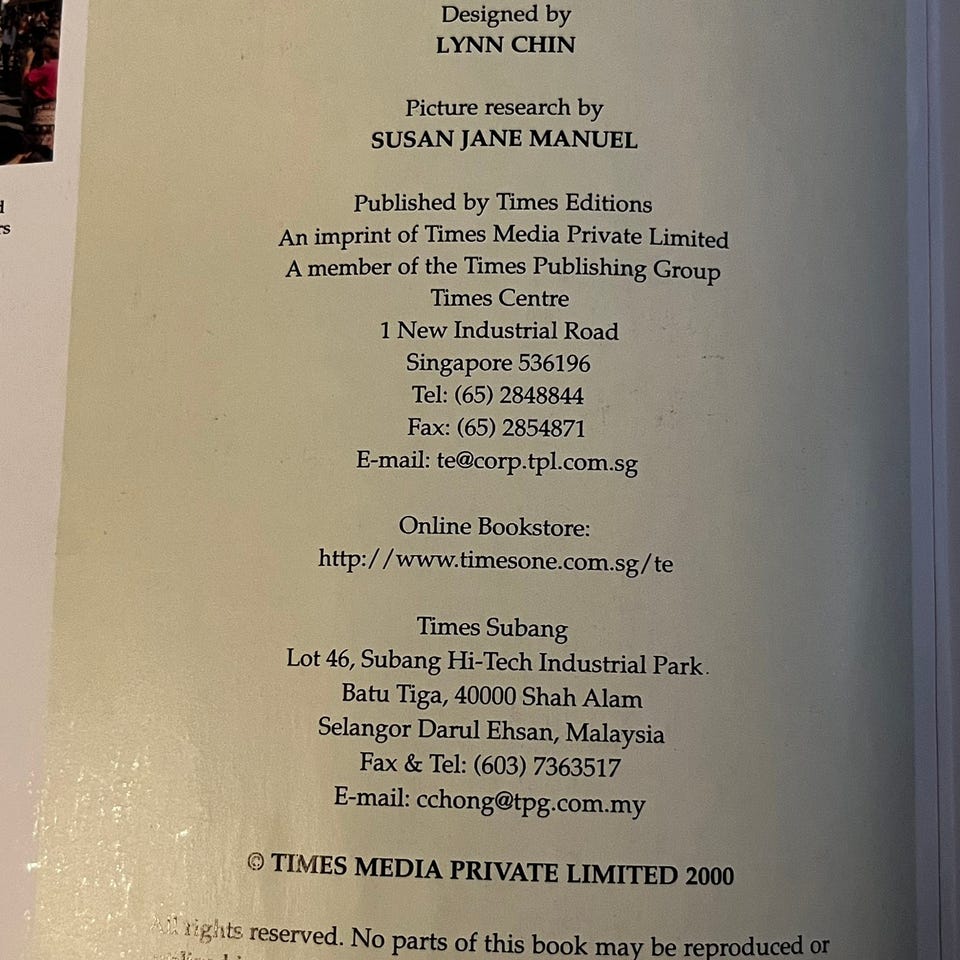 Designed by
LYNN CHIN
Picture research by
SUSAN JANE MANUEL
Published by Times Editions
An imprint of Times Media Private Limited
A member of the Times Publishing Group
Times Centre
1 New Industrial Road
Singapore 536196
Tel: (65) 2848844
Fax: (65) 2854871
E-mail: te@corp.tpl.com.sg
Online Bookstore:
http://www.timesone.com.sg/te
Times Subang
Lot 46, Subang Hi-Tech Industrial Park
Batu Tiga, 40000 Shah Alam
Selangor Darul Ehsan, Malaysia
Fax & Tel: (603) 7363517
E-mail: cchong@tpg.com.my
© TIMES MEDIA PRIVATE LIMITED 2000
All rights reserved. No parts of this book may be reproduced or